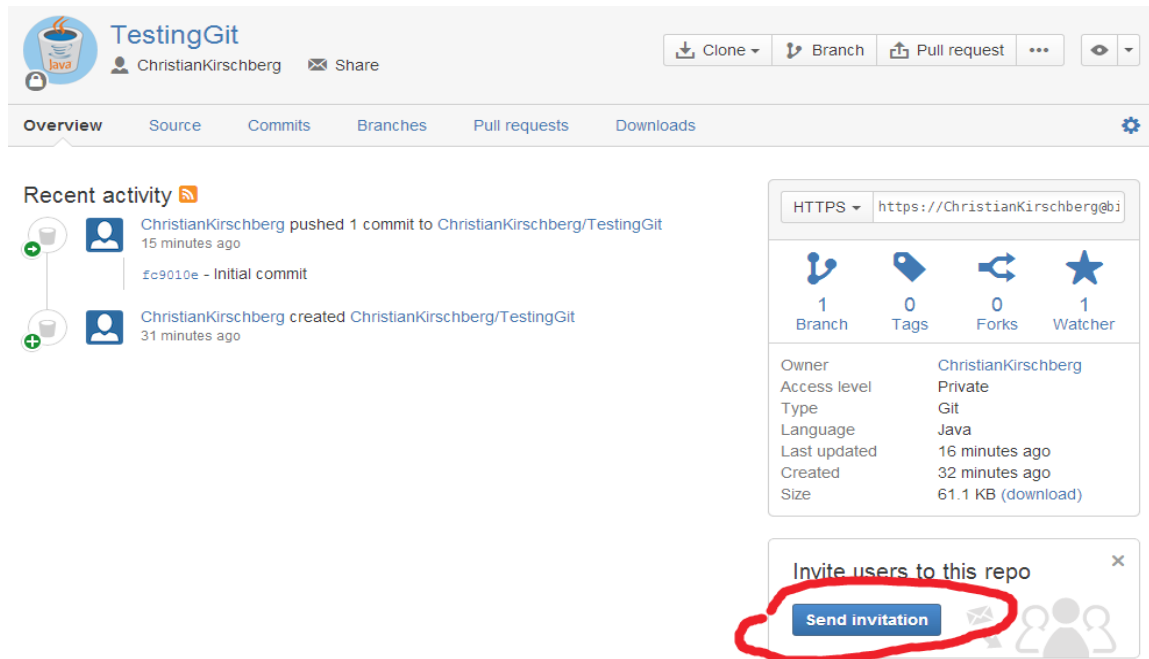 TestingGit
Java
ChristianKirschberg Share
Clone Branch Pull request
Overview Source Commits Branches Pull requests Downloads
Recent activity
ChristianKirschberg pushed 1 commit to ChristianKirschberg/TestingGit
15 minutes ago
fc9010e - Initial commit
ChristianKirschberg created ChristianKirschberg/TestingGit
31 minutes ago
HTTPS https://ChristianKirschberg@bi
1 0 0 1
Branch Tags Forks Watcher
Owner ChristianKirschberg
Access level Private
Type Git
Language Java
Last updated 16 minutes ago
Created 32 minutes ago
Size 61.1 KB (download)
Invite users to this repo
Send invitation